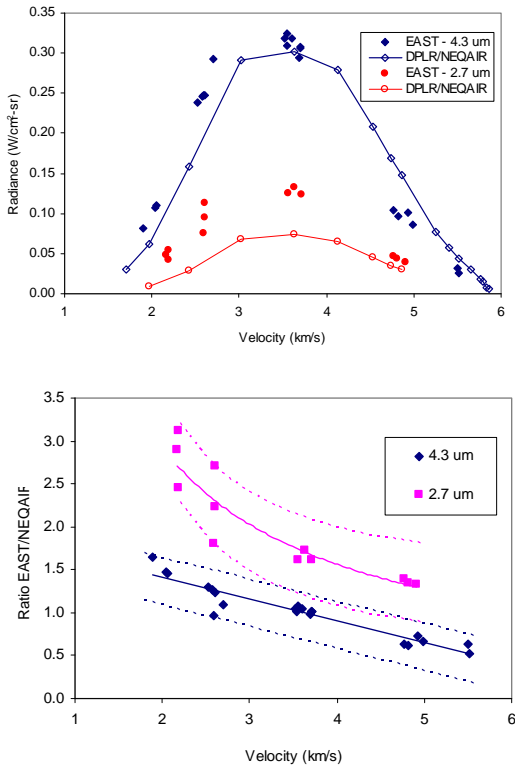 0.35
0.30
0.25
0.20
0.15
0.10
0.05
0.00
Radiance (W/cm²-sr)
EAST - 4.3 um
DPLR/NEQAIR
EAST - 2.7 um
DPLR/NEQAIR
1 2 3 4 5 6
Velocity (km/s)
3.5
3.0
2.5
2.0
1.5
1.0
0.5
0.0
Ratio EAST/NEQAIF
4.3 um
2.7 um
1 2 3 4 5 6
Velocity (km/s)